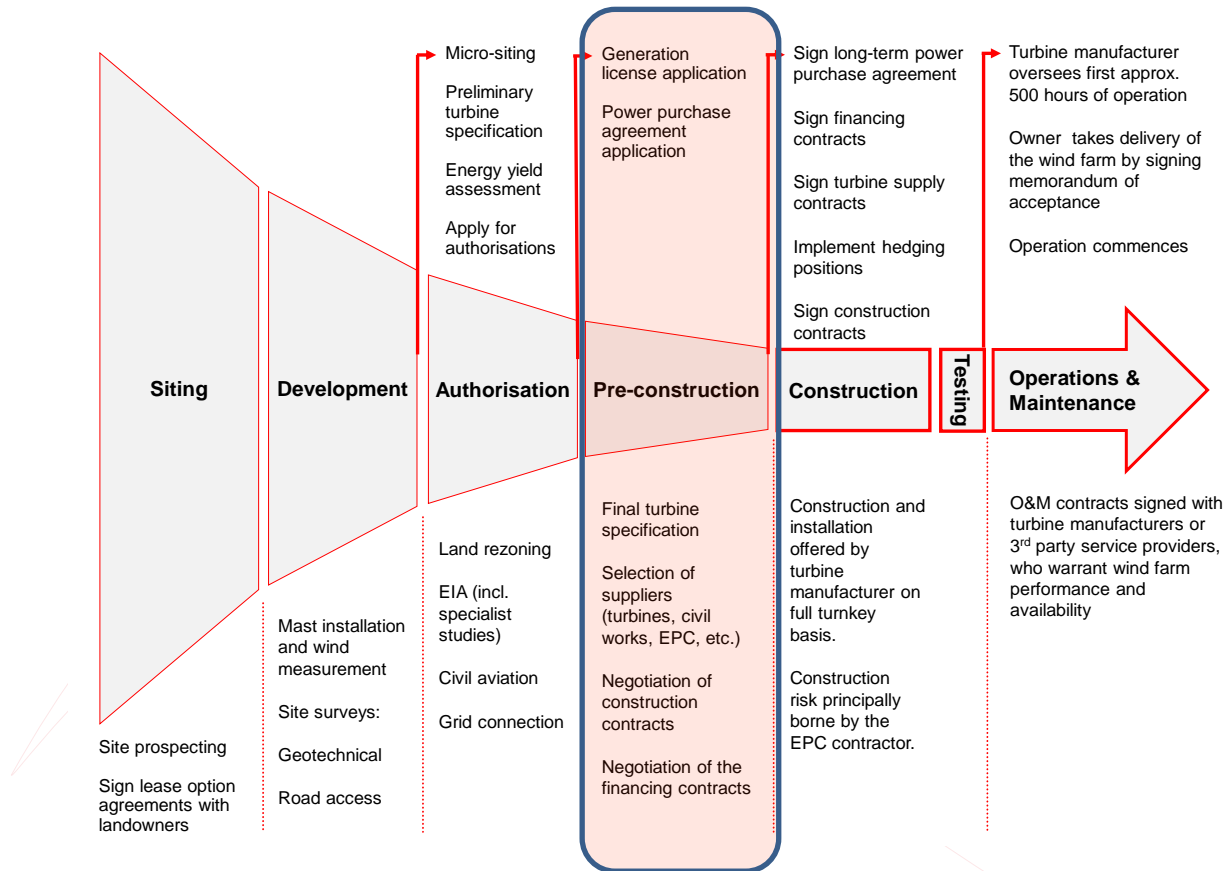 Micro-siting
Preliminary
turbine
specification
Energy yield
assessment
Apply for
authorisations
Generation
license application
Power purchase
agreement
application
Sign long-term power
purchase agreement
Sign financing
contracts
Sign turbine supply
contracts
Implement hedging
positions
Sign construction
contracts
Turbine manufacturer
oversees first approx.
500 hours of operation
Owner takes delivery of
the wind farm by signing
memorandum of
acceptance
Operation commences
Siting
Development
Authorisation
Pre-construction
Construction
Testing
Operations &
Maintenance
Site prospecting
Sign lease option
agreements with
landowners
Mast installation
and wind
measurement
Site surveys:
Geotechnical
Road access
Land rezoning
EIA (incl.
specialist
studies)
Civil aviation
Grid connection
Final turbine
specification
Selection of
suppliers
(turbines, civil
works, EPC, etc.)
Negotiation of
construction
contracts
Negotiation of the
financing contracts
Construction and
installation
offered by
turbine
manufacturer on
full turnkey
basis.
Construction
risk principally
borne by the
EPC contractor.
O&M contracts signed with
turbine manufacturers or
3rd party service providers,
who warrant wind farm
performance and
availability